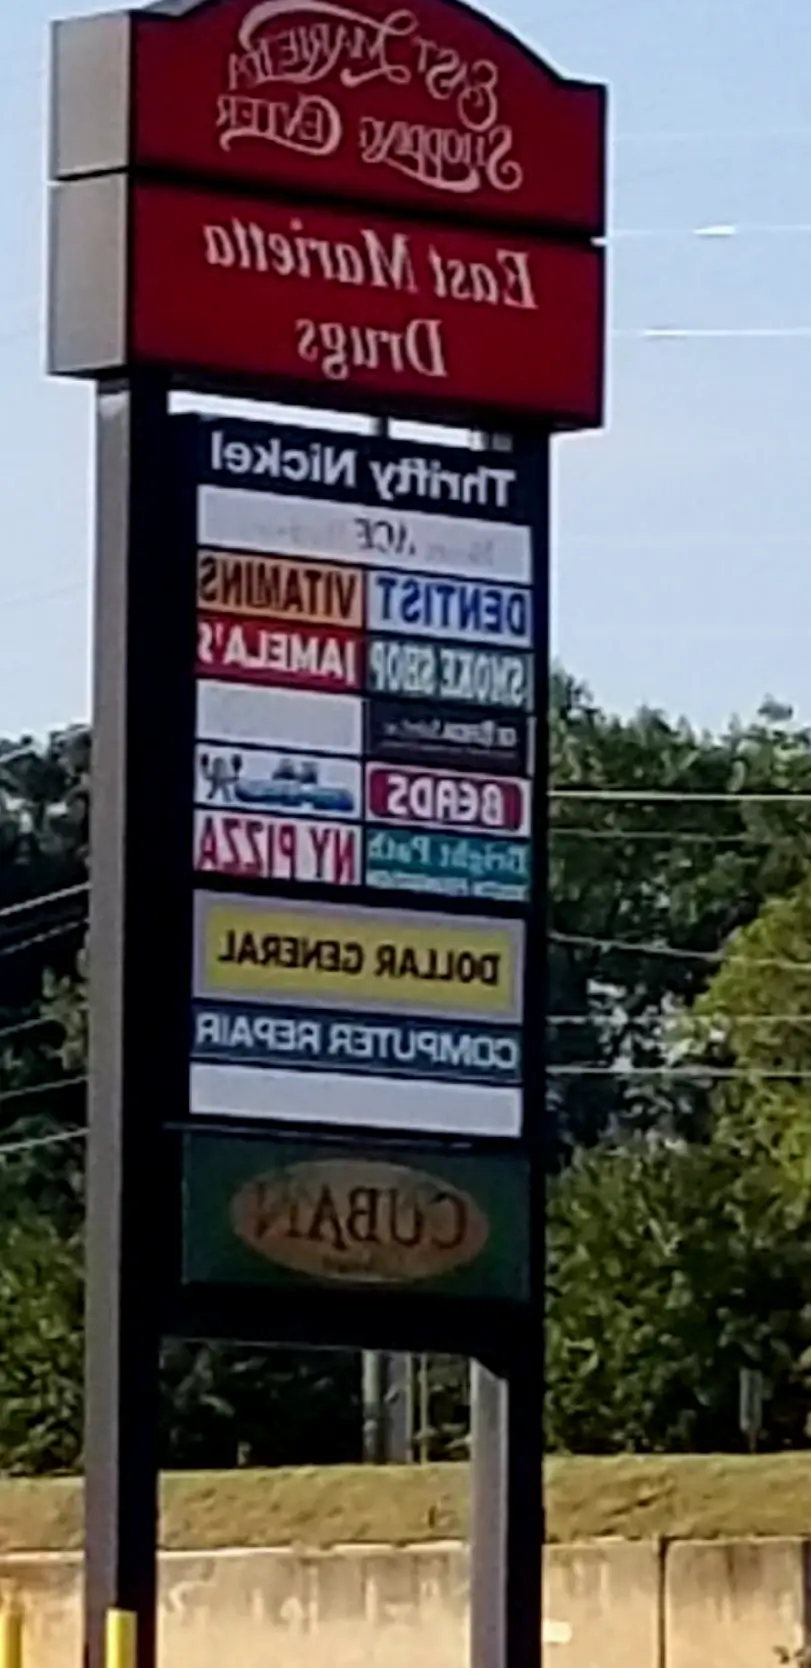 East Marietta
Shopping Center
East Marietta
Drugs
Thrifty Nickel
ACE
DENTIST
VITAMINS
SMOKE SHOP
JAMELA'S
BEADS
Bright Path
NY PIZZA
DOLLAR GENERAL
COMPUTER REPAIR
CUBAN